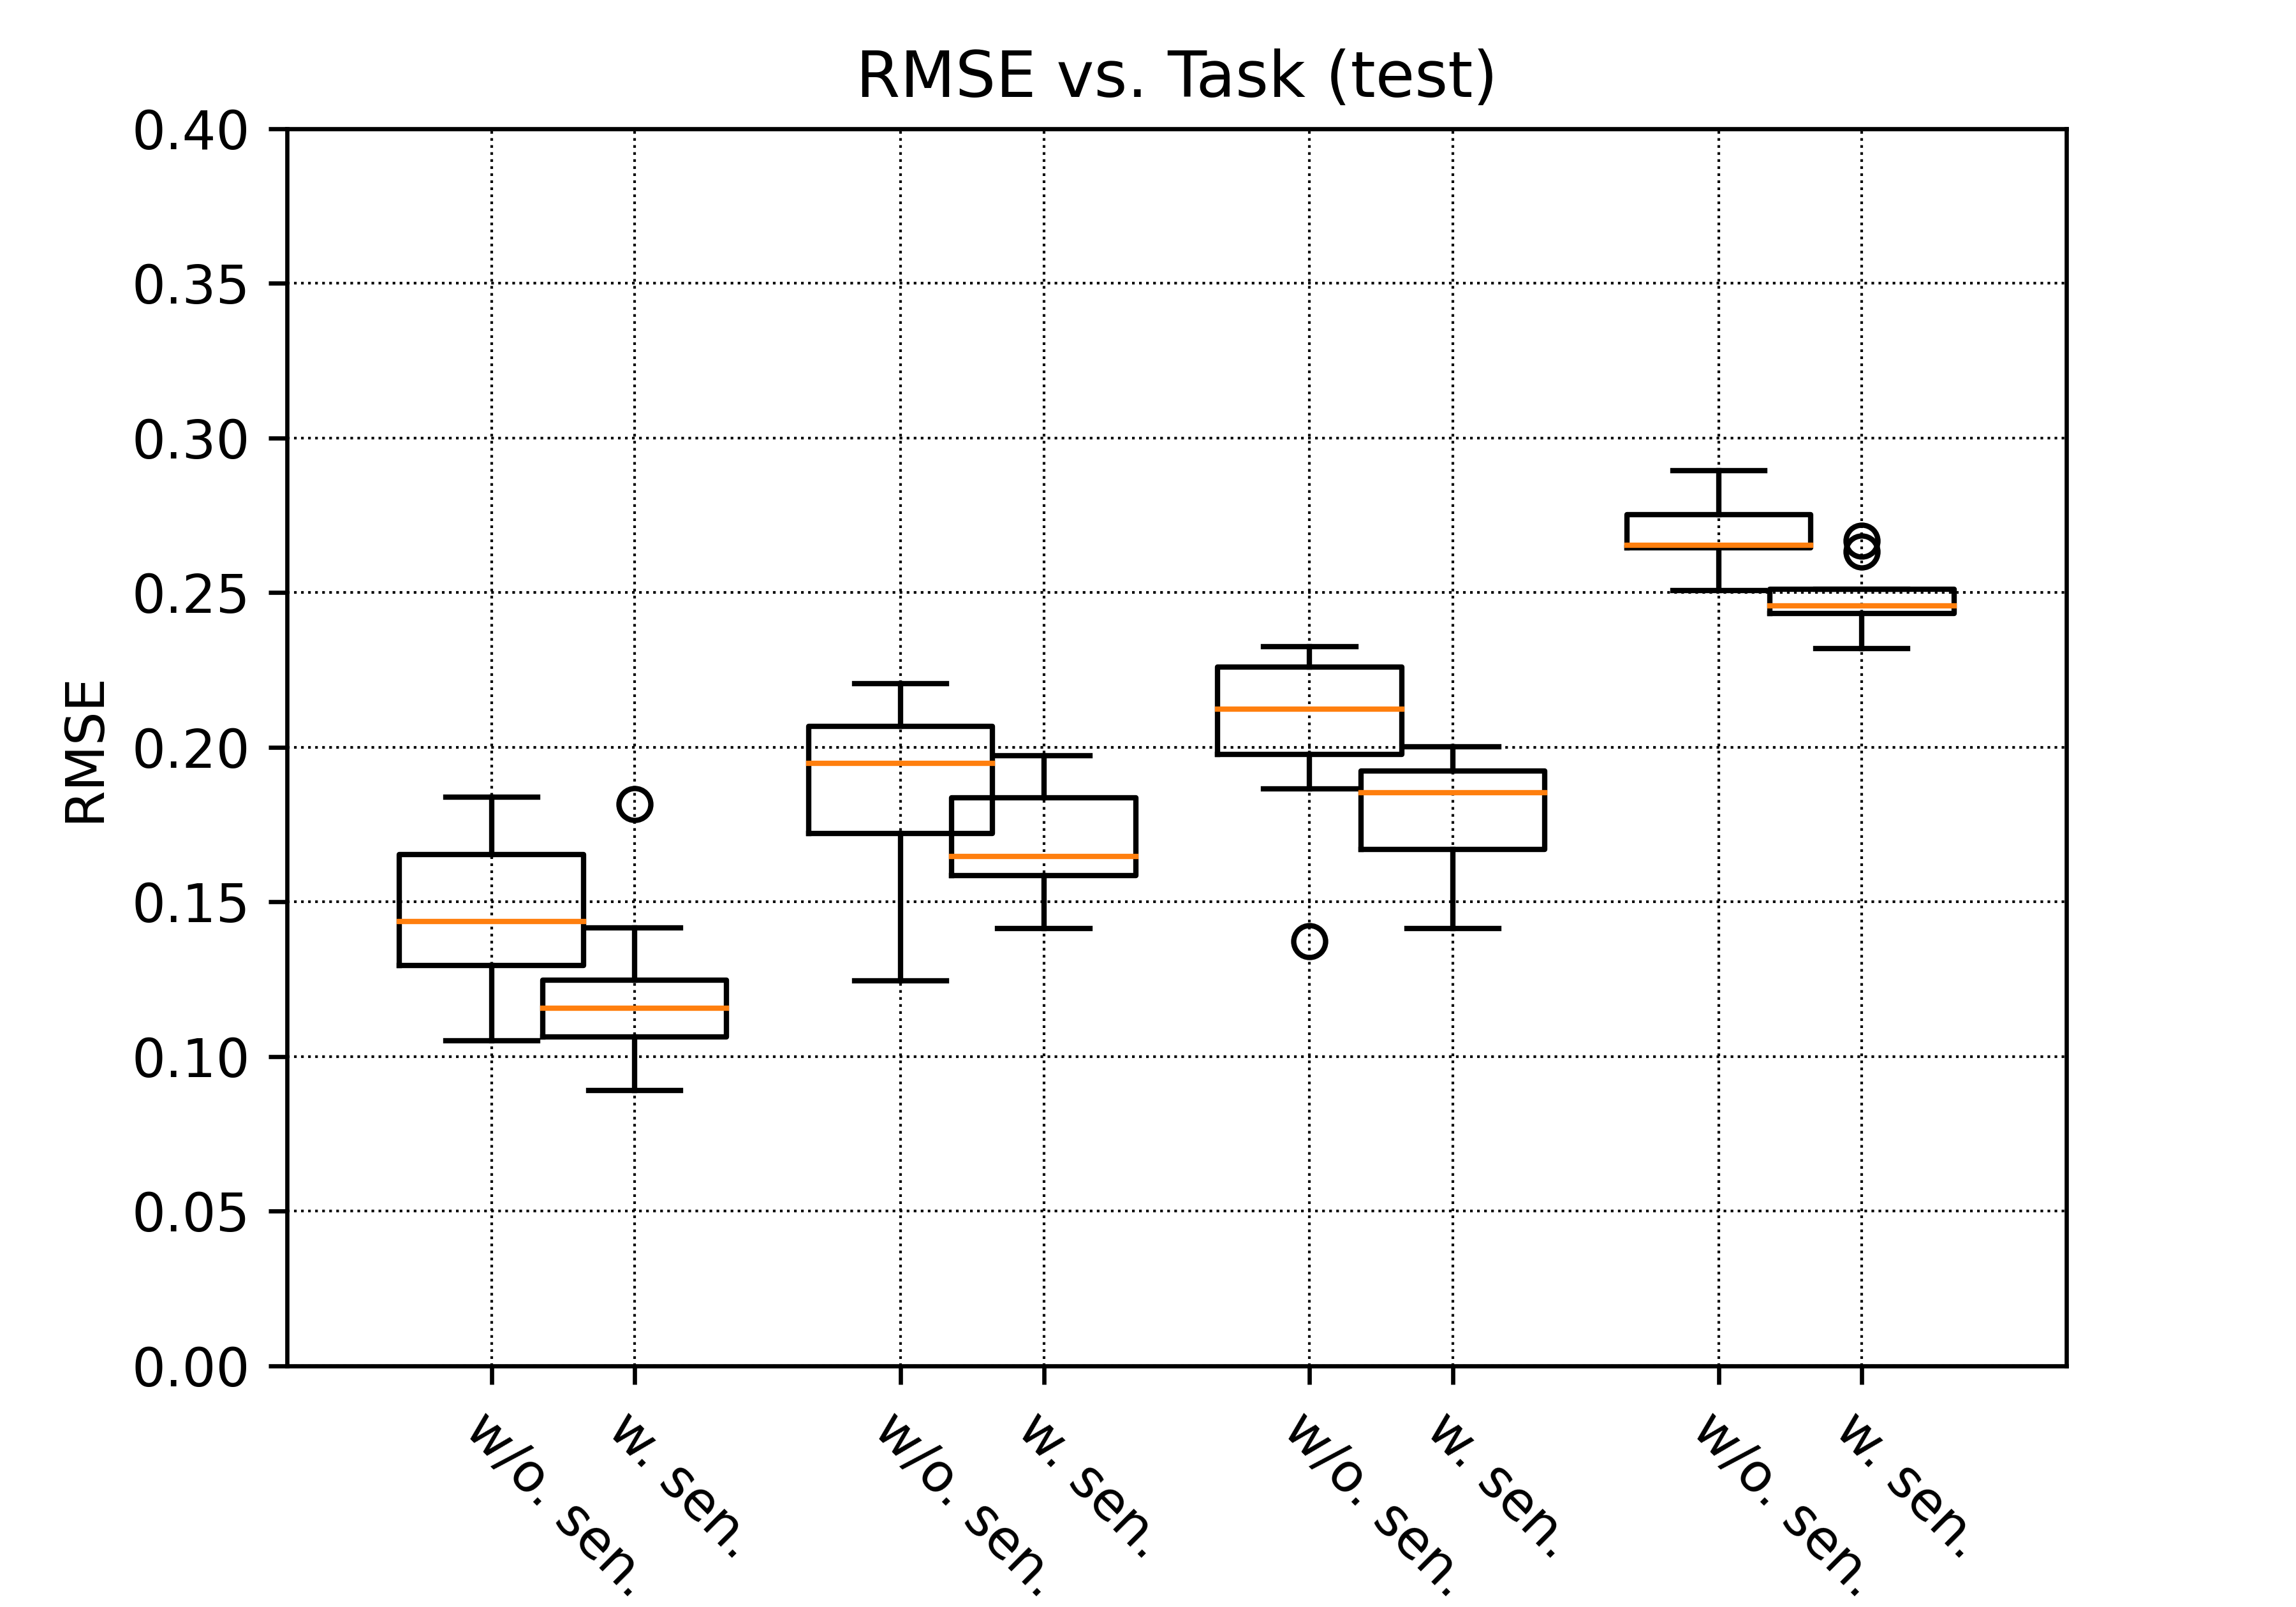 RMSE vs. Task (test)
0.40
0.35
0.30
0.25
0.20
0.15
0.10
0.05
0.00
RMSE
w/o. sen.
w. sen.
w/o. sen.
w. sen.
w/o. sen.
w. sen.
w/o. sen.
w. sen.